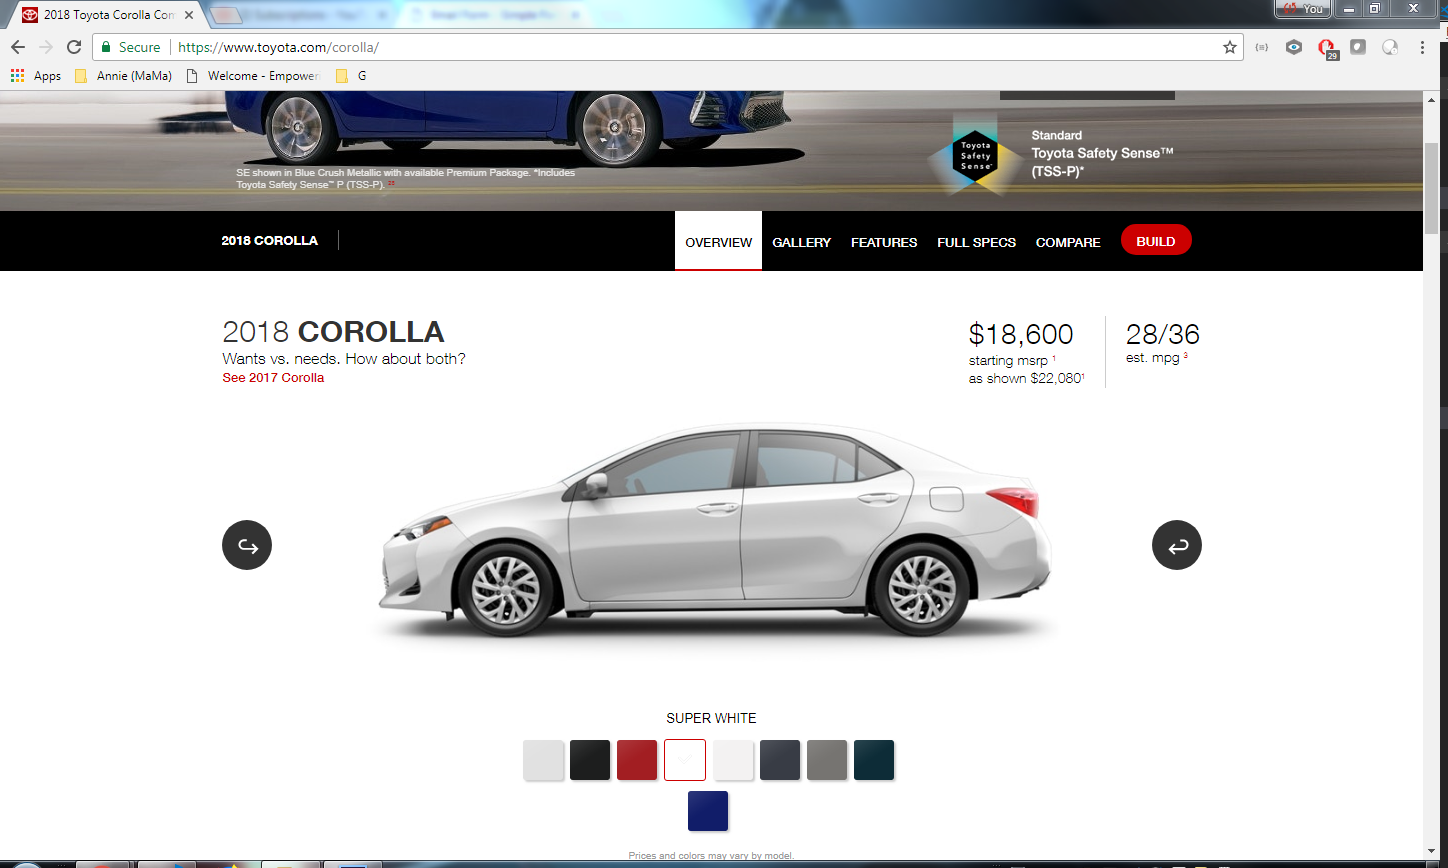 2018 Toyota Corolla Com
You
Secure
https://www.toyota.com/corolla/
29
Apps
Annie (MaMa)
Welcome - Empower
G
Toyota
Safety
Sense
Standard
Toyota Safety Sense™
(TSS-P)*
SE shown in Blue Crush Metallic with available Premium Package. *Includes
Toyota Safety Sense™ P (TSS-P).
2018 COROLLA
OVERVIEW
GALLERY
FEATURES
FULL SPECS
COMPARE
BUILD
2018 COROLLA
Wants vs. needs. How about both?
See 2017 Corolla
$18,600
starting msrp 1
as shown $22,0801
28/36
est. mpg 3
SUPER WHITE
Prices and colors may vary by model.